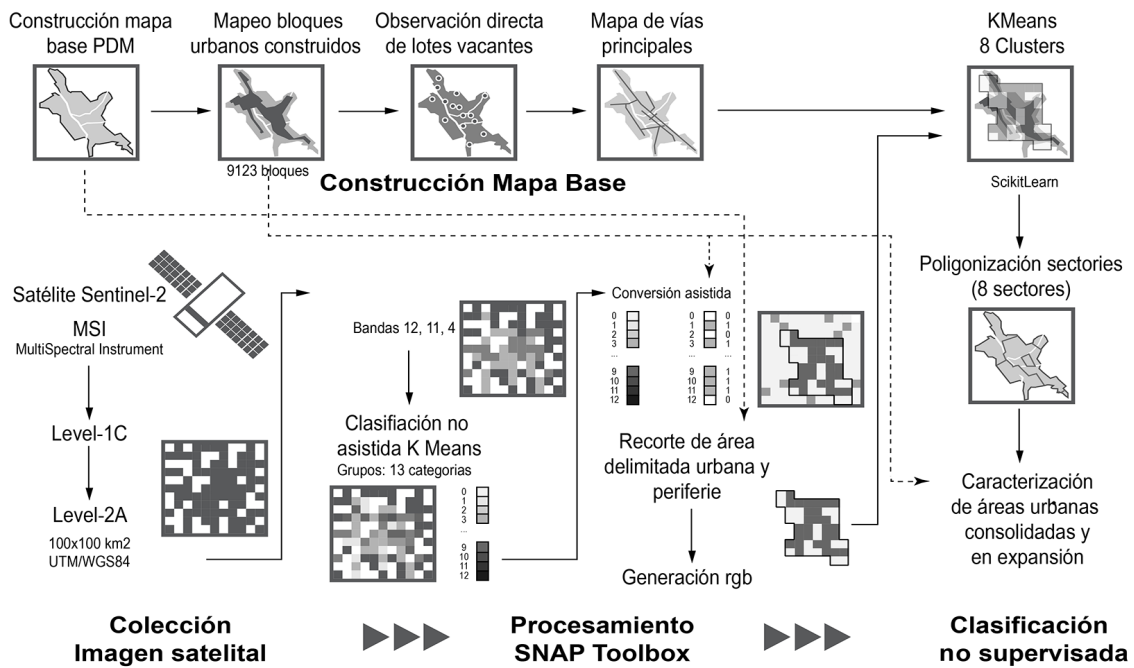 Construcción mapa
base PDM
Mapeo bloques
urbanos construidos
Observación directa
de lotes vacantes
Mapa de vías
principales
KMeans
8 Clusters
9123 bloques
Construcción Mapa Base
ScikitLearn
Satélite Sentinel-2
MSI
MultiSpectral Instrument
Level-1C
Level-2A
100x100 km2
UTM/WGS84
Bandas 12, 11, 4
Clasifiación no
asistida K Means
Grupos: 13 categorias
0
1
2
3
...
9
10
11
12
Conversión asistida
0
1
2
3
...
9
10
11
12
0
1
0
1
...
1
1
1
0
Recorte de área
delimitada urbana y
periferie
Generación rgb
Poligonización sectories
(8 sectores)
Caracterización
de áreas urbanas
consolidadas y
en expansión
Colección
Imagen satelital
Procesamiento
SNAP Toolbox
Clasificación
no supervisada